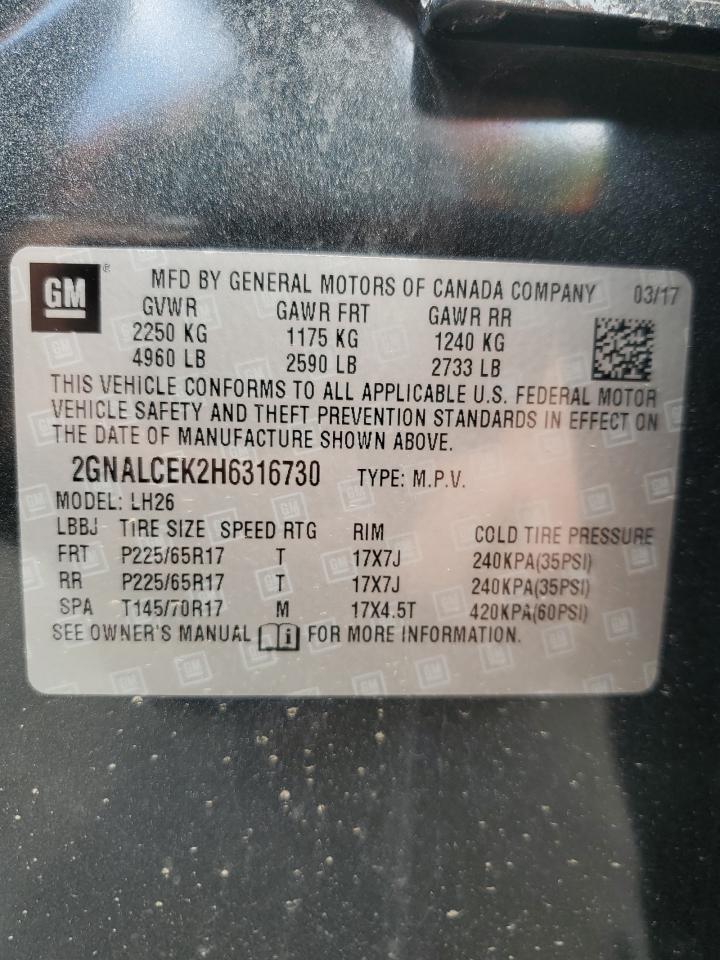 GM ® MFD BY GENERAL MOTORS OF CANADA COMPANY 03/17
GVWR GAWR FRT GAWR RR
2250 KG 1175 KG 1240 KG
4960 LB 2590 LB 2733 LB
THIS VEHICLE CONFORMS TO ALL APPLICABLE U.S. FEDERAL MOTOR
VEHICLE SAFETY AND THEFT PREVENTION STANDARDS IN EFFECT ON
THE DATE OF MANUFACTURE SHOWN ABOVE.
2GNALCEK2H6316730 TYPE: M.P.V.
MODEL: LH26
LBBJ TIRE SIZE SPEED RTG RIM COLD TIRE PRESSURE
FRT P225/65R17 T 17X7J 240KPA(35PSI)
RR P225/65R17 T 17X7J 240KPA(35PSI)
SPA T145/70R17 M 17X4.5T 420KPA(60PSI)
SEE OWNER'S MANUAL i FOR MORE INFORMATION.